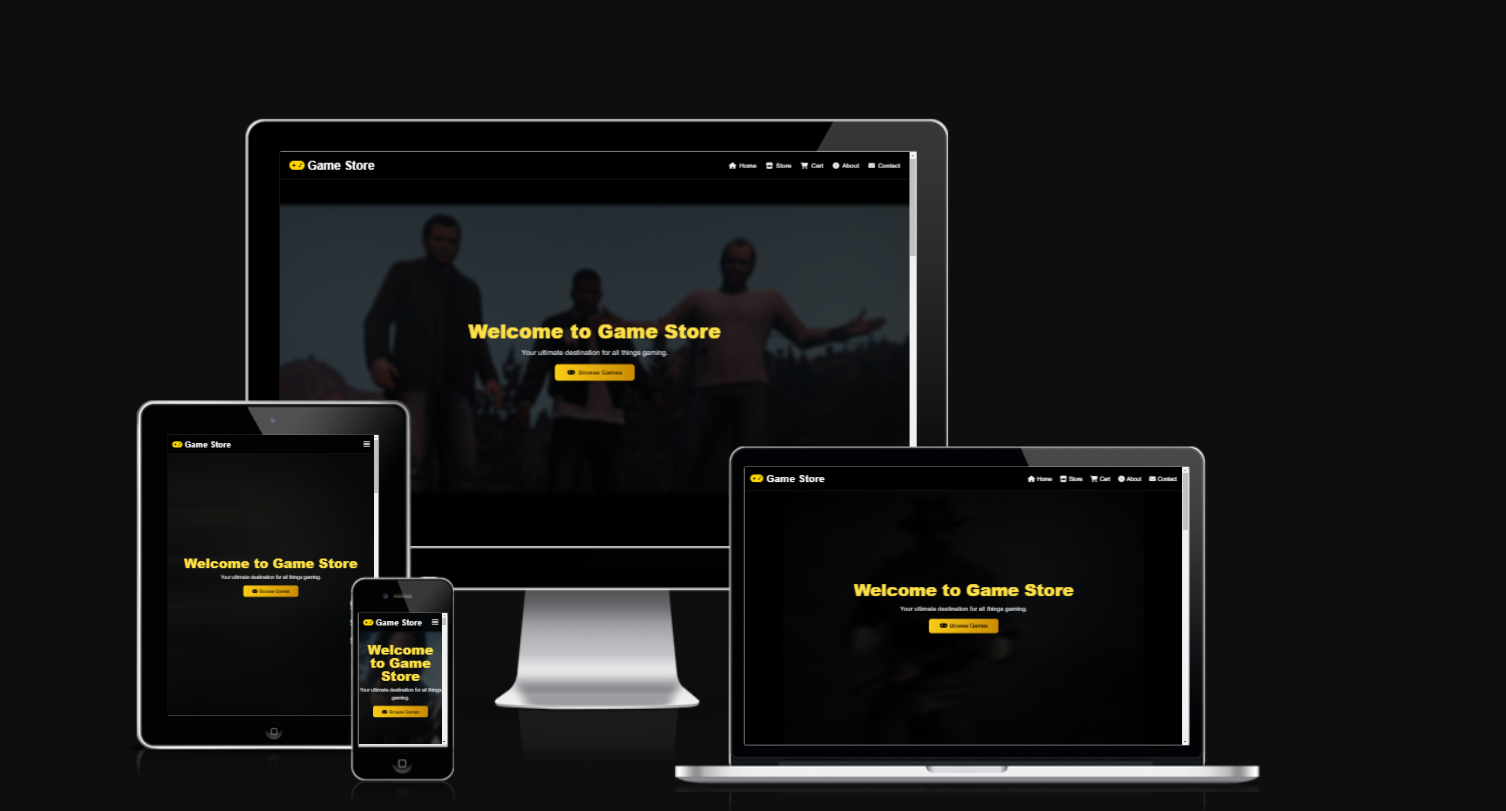 Game Store
Home Store Cart About Contact
Welcome to Game Store
Your ultimate destination for all things gaming.
Browse Games
Game Store
Welcome to Game Store
Your ultimate destination for all things gaming.
Browse Games
Game Store
Welcome
to Game
Store
Your ultimate destination for all things
gaming.
Browse Games
Game Store
Home Store Cart About Contact
Welcome to Game Store
Your ultimate destination for all things gaming.
Browse Games